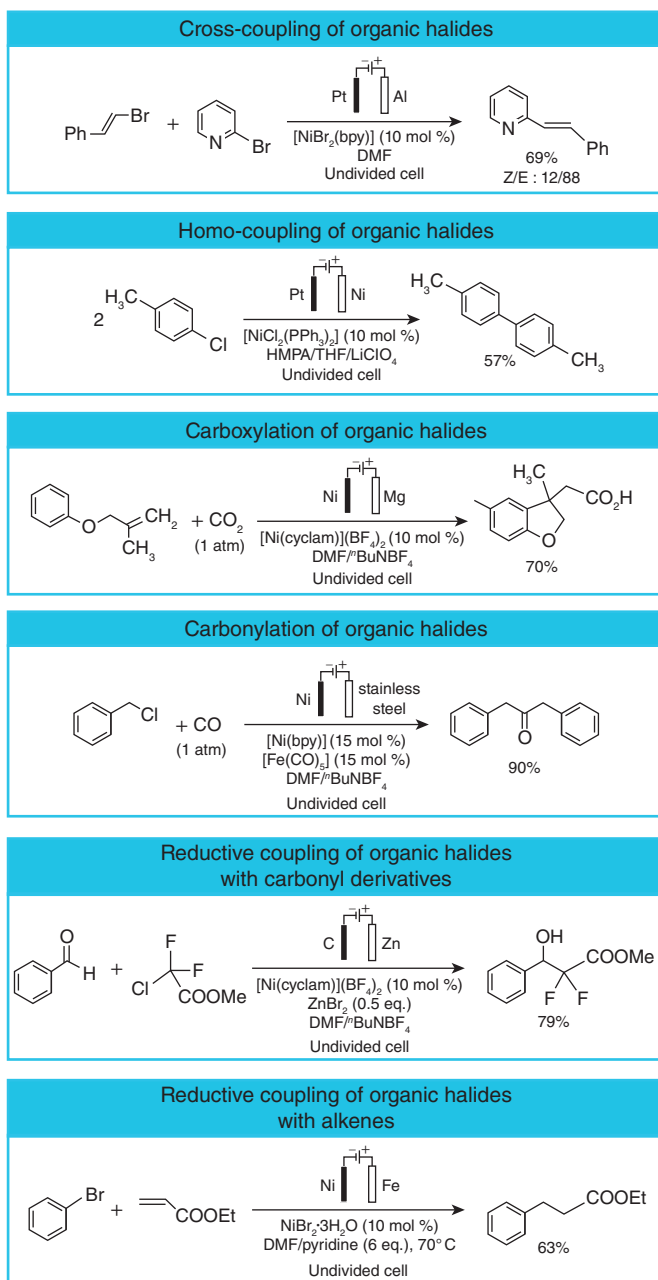 Cross-coupling of organic halides
− +
Pt Al
Ph Br + N Br
[NiBr₂(bpy)] (10 mol %)
DMF
Undivided cell
N Ph
69%
Z/E : 12/88
Homo-coupling of organic halides
− +
Pt Ni
2 H₃C Cl
[NiCl₂(PPh₃)₂] (10 mol %)
HMPA/THF/LiClO₄
Undivided cell
H₃C CH₃
57%
Carboxylation of organic halides
− +
Ni Mg
O CH₂ CH₃ + CO₂
(1 atm)
[Ni(cyclam)](BF₄)₂ (10 mol %)
DMF/ⁿBuNBF₄
Undivided cell
H₃C CO₂H O
70%
Carbonylation of organic halides
− +
Ni stainless
steel
Cl + CO
(1 atm)
[Ni(bpy)] (15 mol %)
[Fe(CO)₅] (15 mol %)
DMF/ⁿBuNBF₄
Undivided cell
O
90%
Reductive coupling of organic halides
with carbonyl derivatives
− +
C Zn
O H + F F Cl COOMe
[Ni(cyclam)](BF₄)₂ (10 mol %)
ZnBr₂ (0.5 eq.)
DMF/ⁿBuNBF₄
Undivided cell
OH COOMe F F
79%
Reductive coupling of organic halides
with alkenes
− +
Ni Fe
Br + COOEt
NiBr₂·3H₂O (10 mol %)
DMF/pyridine (6 eq.), 70°C
Undivided cell
O OEt
63%